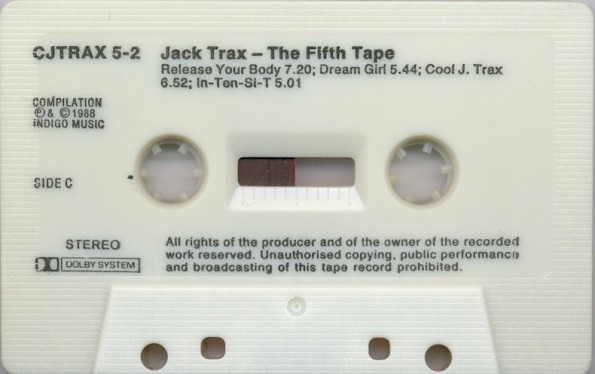 CJTRAX 5-2 Jack Trax – The Fifth Tape
Release Your Body 7.20; Dream Girl 5.44; Cool J. Trax
6.52; In-Ten-Si-T 5.01
COMPILATION
Ⓟ & © 1988
INDIGO MUSIC
SIDE C
STEREO
DOLBY SYSTEM
All rights of the producer and of the owner of the recorded
work reserved. Unauthorised copying, public performance
and broadcasting of this tape record prohibited.